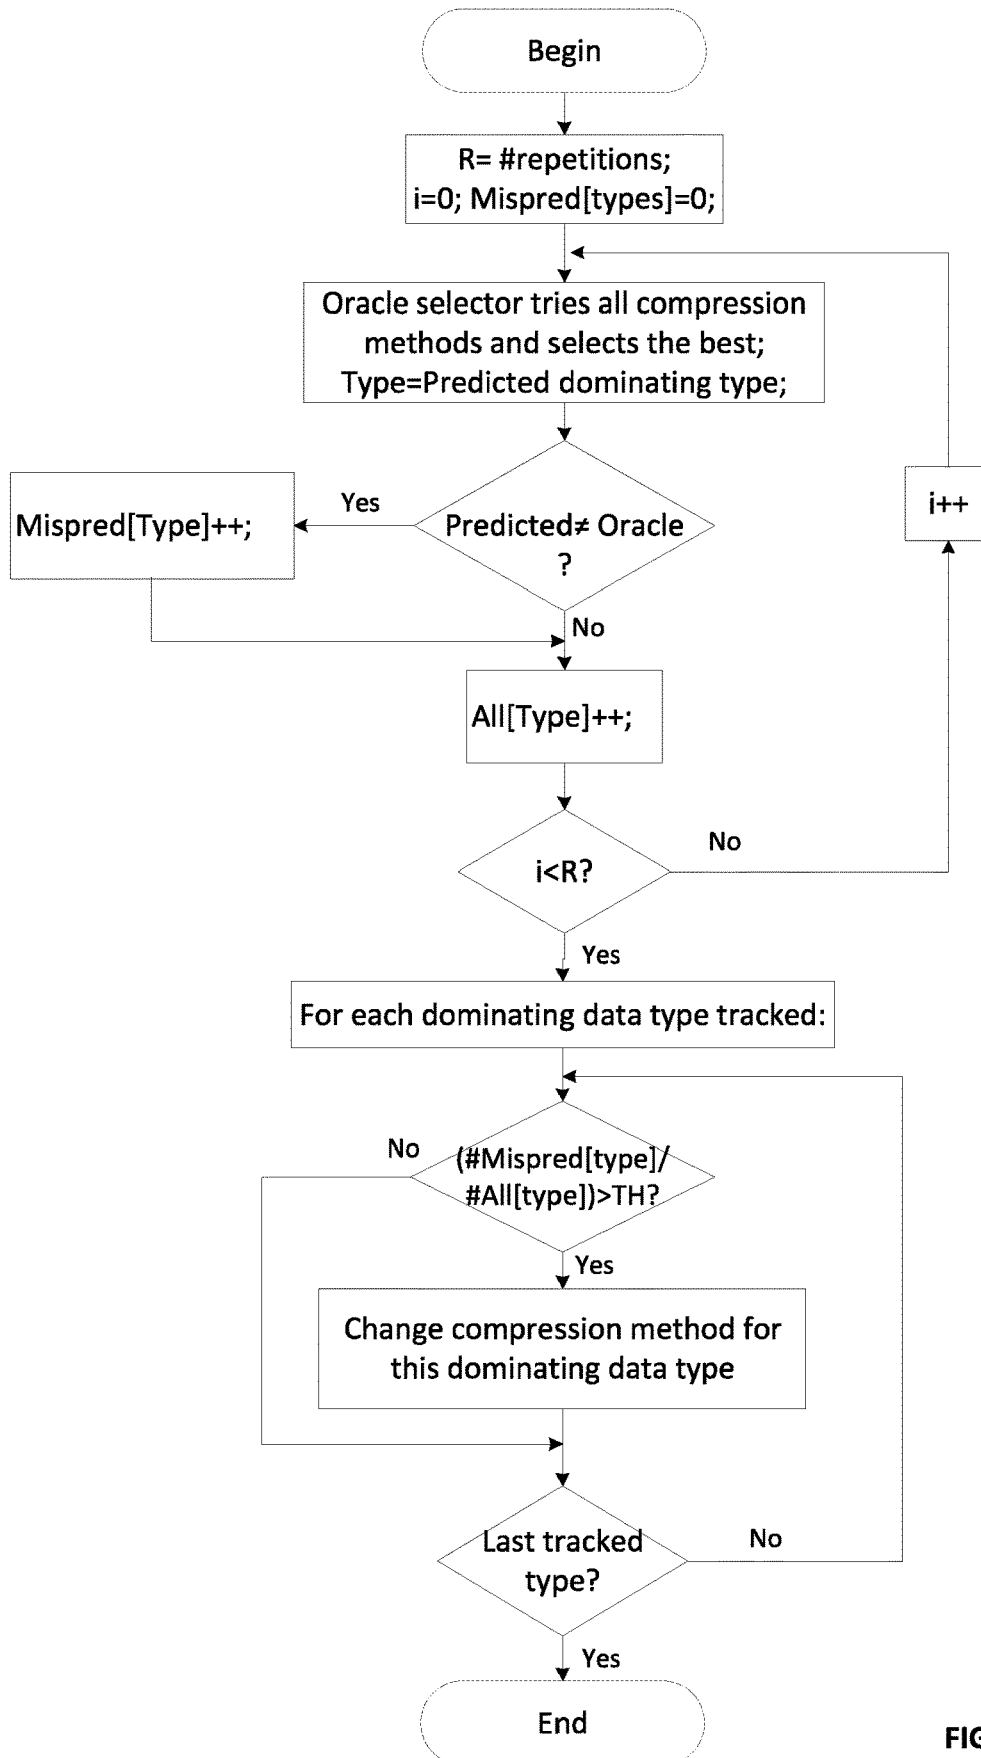 Begin
R= #repetitions;
i=0; Mispred[types]=0;
Oracle selector tries all compression
methods and selects the best;
Type=Predicted dominating type;
Yes
Mispred[Type]++;
Predicted≠ Oracle
?
i++
No
All[Type]++;
i<R?
No
Yes
For each dominating data type tracked:
No
(#Mispred[type]/
#All[type])>TH?
Yes
Change compression method for
this dominating data type
Last tracked
type?
No
Yes
End
FIG